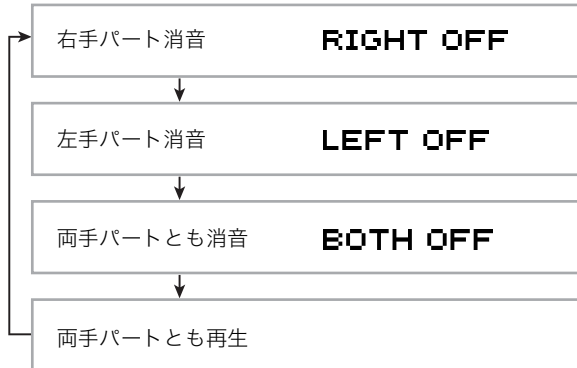 右手パート消音 RIGHT OFF
左手パート消音 LEFT OFF
両手パートとも消音 BOTH OFF
両手パートとも再生